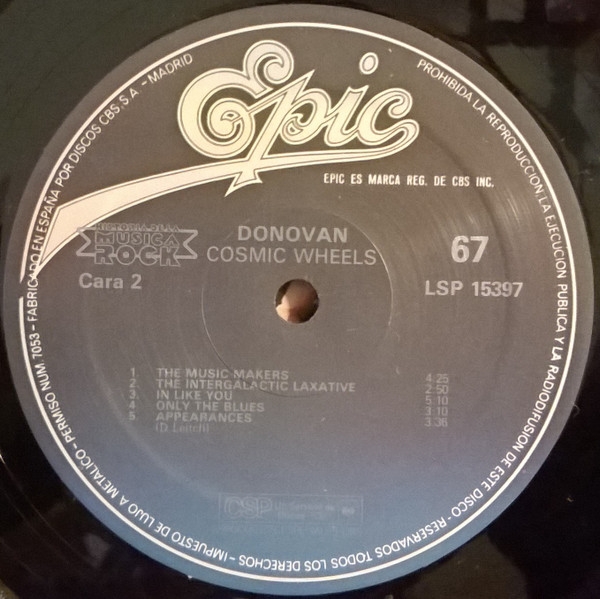 Epic
EPIC ES MARCA REG. DE CBS INC.
HISTORIA DE LA
MUSICA
ROCK
DONOVAN
COSMIC WHEELS
67
Cara 2
LSP 15397
1. THE MUSIC MAKERS 4:25
2. THE INTERGALACTIC LAXATIVE 2:50
3. IN LIKE YOU 5:10
4. ONLY THE BLUES 3:10
5. APPEARANCES 3:36
(D. Leitch)
DSP
PERMISO NUM. 7053 - FABRICADO EN ESPAÑA POR DISCOS CBS, S.A. - MADRID
PROHIBIDA LA REPRODUCCION, LA EJECUCION PUBLICA Y LA RADIODIFUSION DE ESTE DISCO - RESERVADOS TODOS LOS DERECHOS - IMPUESTO DE LUJO A METALICO -